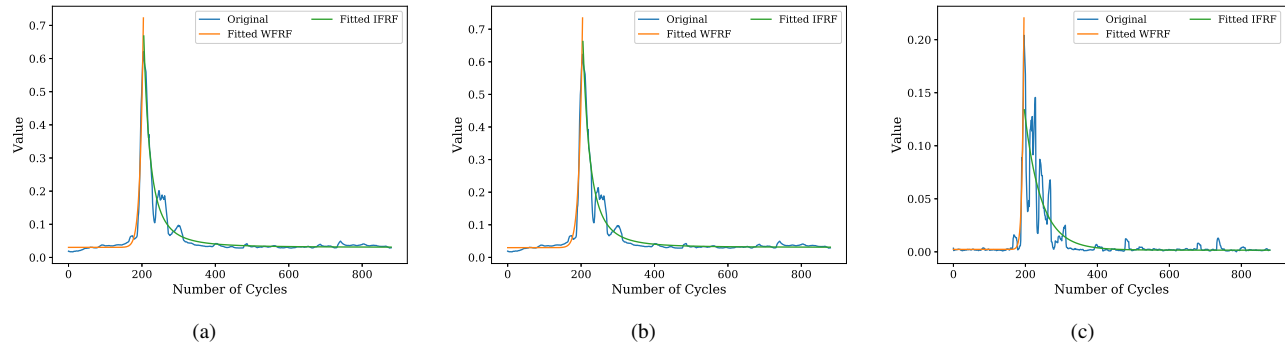 Original
Fitted WFRF
Fitted IFRF
Value
0.7
0.6
0.5
0.4
0.3
0.2
0.1
0.0
0 200 400 600 800
Number of Cycles
(a)
Original
Fitted WFRF
Fitted IFRF
Value
0.7
0.6
0.5
0.4
0.3
0.2
0.1
0.0
0 200 400 600 800
Number of Cycles
(b)
Original
Fitted WFRF
Fitted IFRF
Value
0.20
0.15
0.10
0.05
0.00
0 200 400 600 800
Number of Cycles
(c)